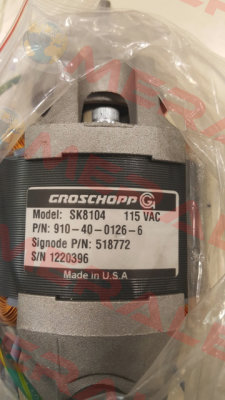 GROSCHOPP
Model: SK8104 115 VAC
P/N: 910-40-0126-6
Signode P/N: 518772
S/N 1220396
Made in U.S.A